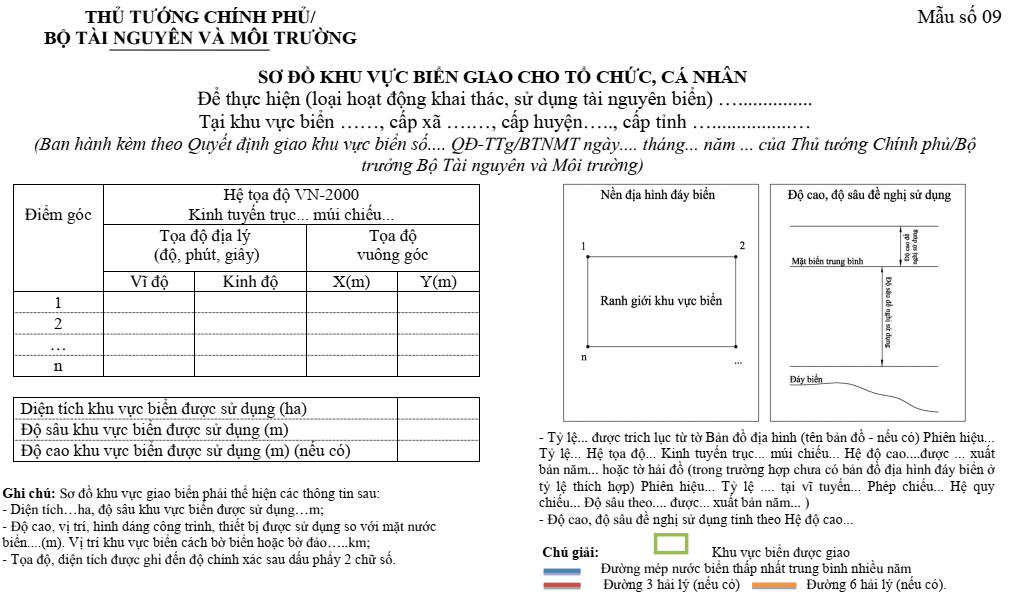 THỦ TƯỚNG CHÍNH PHỦ/
BỘ TÀI NGUYÊN VÀ MÔI TRƯỜNG
Mẫu số 09
SƠ ĐỒ KHU VỰC BIỂN GIAO CHO TỔ CHỨC, CÁ NHÂN
Để thực hiện (loại hoạt động khai thác, sử dụng tài nguyên biển) …...............
Tại khu vực biển ……, cấp xã ….…, cấp huyện….., cấp tỉnh …................…
(Ban hành kèm theo Quyết định giao khu vực biển số.... QĐ-TTg/BTNMT ngày.... tháng... năm ... của Thủ tướng Chính phủ/Bộ
trưởng Bộ Tài nguyên và Môi trường)
Điểm góc
Hệ tọa độ VN-2000
Kinh tuyến trục... múi chiếu...
Tọa độ địa lý
(độ, phút, giây)
Tọa độ
vuông góc
Vĩ độ
Kinh độ
X(m)
Y(m)
1
2
…
n
Diện tích khu vực biển được sử dụng (ha)
Độ sâu khu vực biển được sử dụng (m)
Độ cao khu vực biển được sử dụng (m) (nếu có)
Ghi chú: Sơ đồ khu vực giao biển phải thể hiện các thông tin sau:
- Diện tích…ha, độ sâu khu vực biển được sử dụng…m;
- Độ cao, vị trí, hình dáng công trình, thiết bị được sử dụng so với mặt nước
biển....(m). Vị trí khu vực biển cách bờ biển hoặc bờ đảo…..km;
- Tọa độ, diện tích được ghi đến độ chính xác sau dấu phẩy 2 chữ số.
Nền địa hình đáy biển
1
2
Ranh giới khu vực biển
n
...
Độ cao, độ sâu đề nghị sử dụng
Độ cao đề
nghị sử dụng
Mặt biển trung bình
Độ sâu đề nghị sử dụng
Đáy biển
- Tỷ lệ... được trích lục từ tờ Bản đồ địa hình (tên bản đồ - nếu có) Phiên hiệu...
Tỷ lệ... Hệ tọa độ... Kinh tuyến trục... múi chiếu... Hệ độ cao....được ... xuất
bản năm... hoặc tờ hải đồ (trong trường hợp chưa có bản đồ địa hình đáy biển ở
tỷ lệ thích hợp) Phiên hiệu... Tỷ lệ .... tại vĩ tuyến... Phép chiếu... Hệ quy
chiếu... Độ sâu theo.... được... xuất bản năm... )
- Độ cao, độ sâu đề nghị sử dụng tính theo Hệ độ cao...
Chú giải:
Khu vực biển được giao
Đường mép nước biển thấp nhất trung bình nhiều năm
Đường 3 hải lý (nếu có)
Đường 6 hải lý (nếu có).